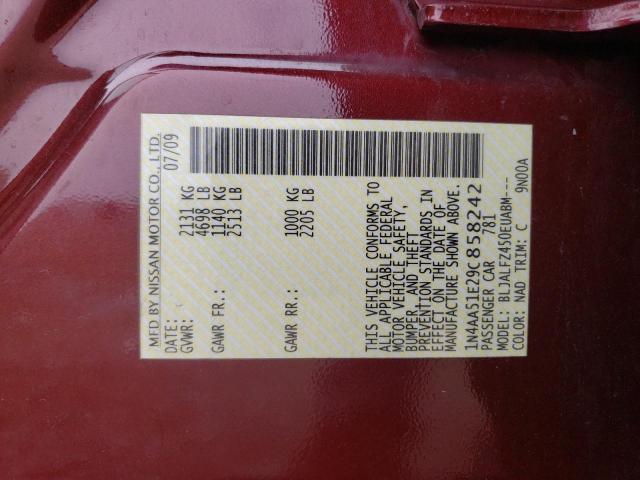 MFD BY NISSAN MOTOR CO., LTD.
DATE: 07/09
GVWR: 2131 KG
4698 LB
GAWR FR.: 1140 KG
2513 LB
GAWR RR.: 1000 KG
2205 LB
THIS VEHICLE CONFORMS TO
ALL APPLICABLE FEDERAL
MOTOR VEHICLE SAFETY,
BUMPER, AND THEFT
PREVENTION STANDARDS IN
EFFECT ON THE DATE OF
MANUFACTURE SHOWN ABOVE.
1N4AA51E29C858242
PASSENGER CAR 781
MODEL: BLJALFZ450EUABM---
COLOR: NAD TRIM: C 9N00A